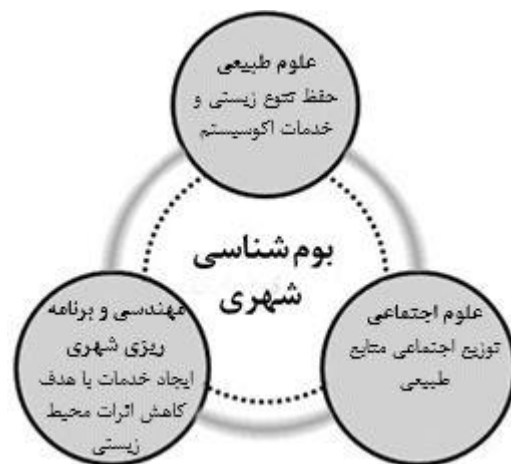 علوم طبیعی
حفظ تنوع زیستی و
خدمات اکوسیستم
بوم شناسی
شهری
مهندسی و برنامه
ریزی شهری
ایجاد خدمات با هدف
کاهش اثرات محیط
زیستی
علوم اجتماعی
توزیع اجتماعی منابع
طبیعی